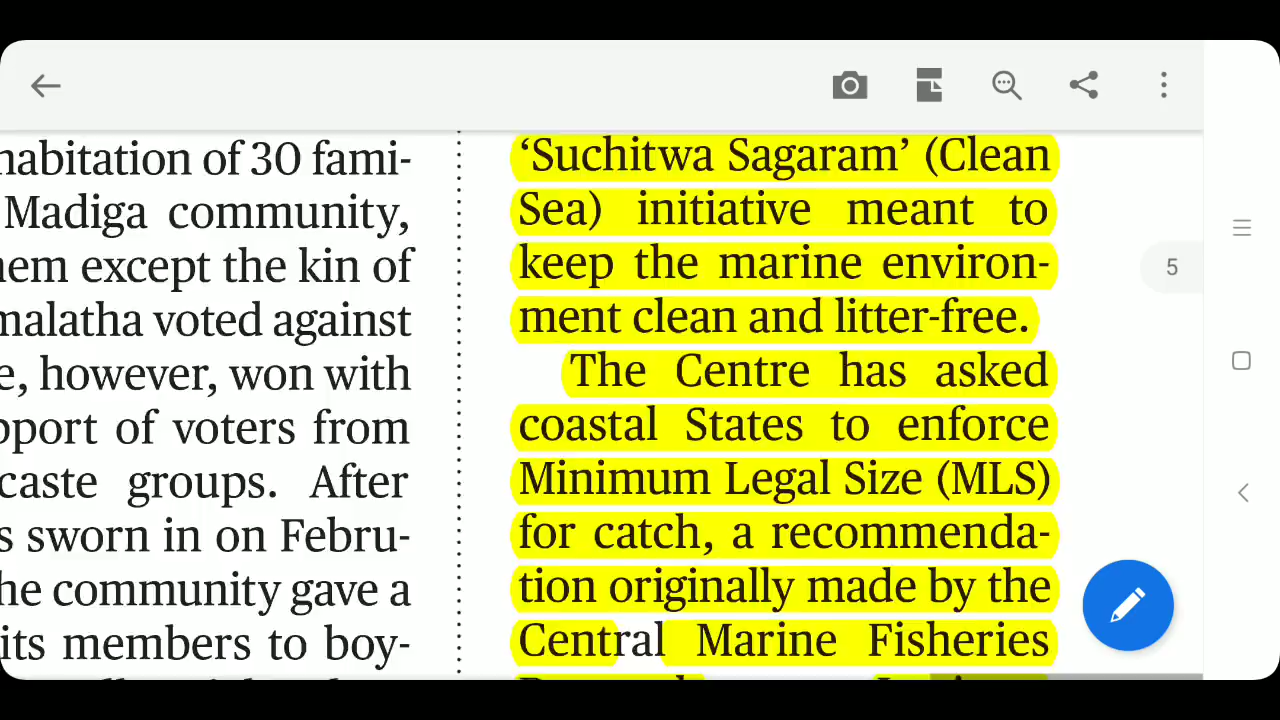 habitation of 30 fami-
Madiga community,
hem except the kin of
malatha voted against
e, however, won with
pport of voters from
caste groups. After
s sworn in on Febru-
he community gave a
its members to boy-
‘Suchitwa Sagaram’ (Clean
Sea) initiative meant to
keep the marine environ-
ment clean and litter-free.
The Centre has asked
coastal States to enforce
Minimum Legal Size (MLS)
for catch, a recommenda-
tion originally made by the
Central Marine Fisheries
5